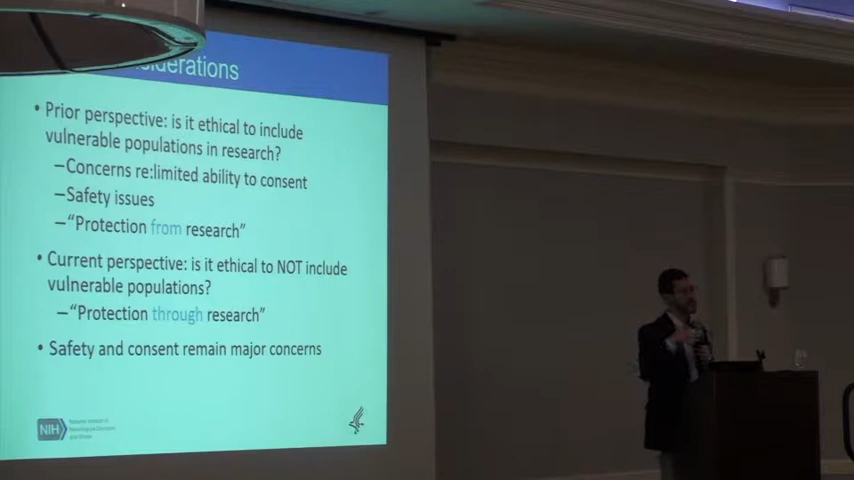 • Prior perspective: is it ethical to include
vulnerable populations in research?
–Concerns re:limited ability to consent
–Safety issues
–“Protection from research”
• Current perspective: is it ethical to NOT include
vulnerable populations?
–“Protection through research”
• Safety and consent remain major concerns
NIH